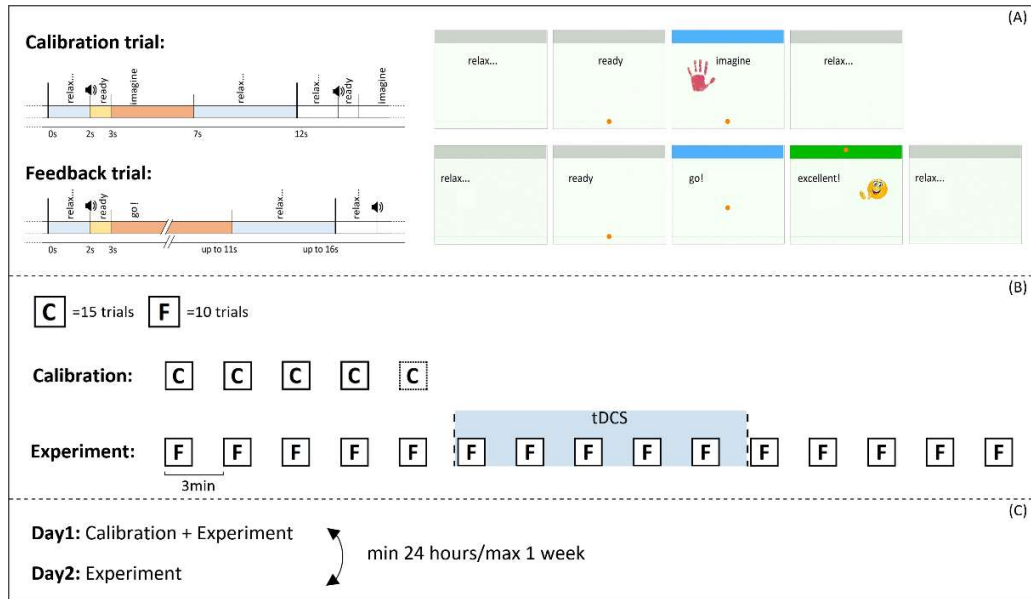 (A)
Calibration trial:
relax... ready imagine relax... relax... ready imagine
0s 2s 3s 7s 12s
relax... ready imagine relax...
Feedback trial:
relax... ready go! relax... relax...
0s 2s 3s up to 11s up to 16s
relax... ready go! excellent! relax...
(B)
C =15 trials F =10 trials
Calibration: C C C C C
tDCS
Experiment: F F F F F F F F F F F F F F F
3min
(C)
Day1: Calibration + Experiment
min 24 hours/max 1 week
Day2: Experiment